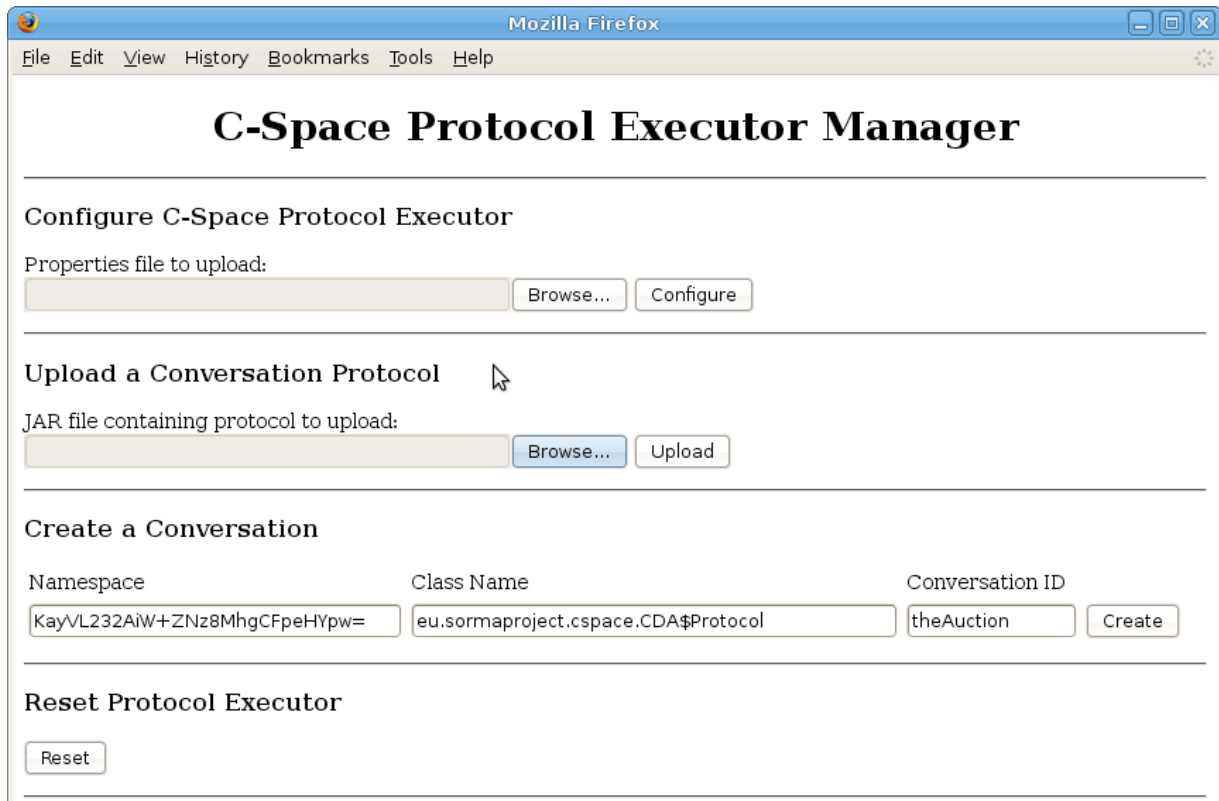 Mozilla Firefox
File Edit View History Bookmarks Tools Help
C-Space Protocol Executor Manager
Configure C-Space Protocol Executor
Properties file to upload:
Browse... Configure
Upload a Conversation Protocol
JAR file containing protocol to upload:
Browse... Upload
Create a Conversation
Namespace Class Name Conversation ID
KayVL232AiW+ZNz8MhgCFpeHYpw= eu.sormaproject.cspace.CDA$Protocol theAuction Create
Reset Protocol Executor
Reset